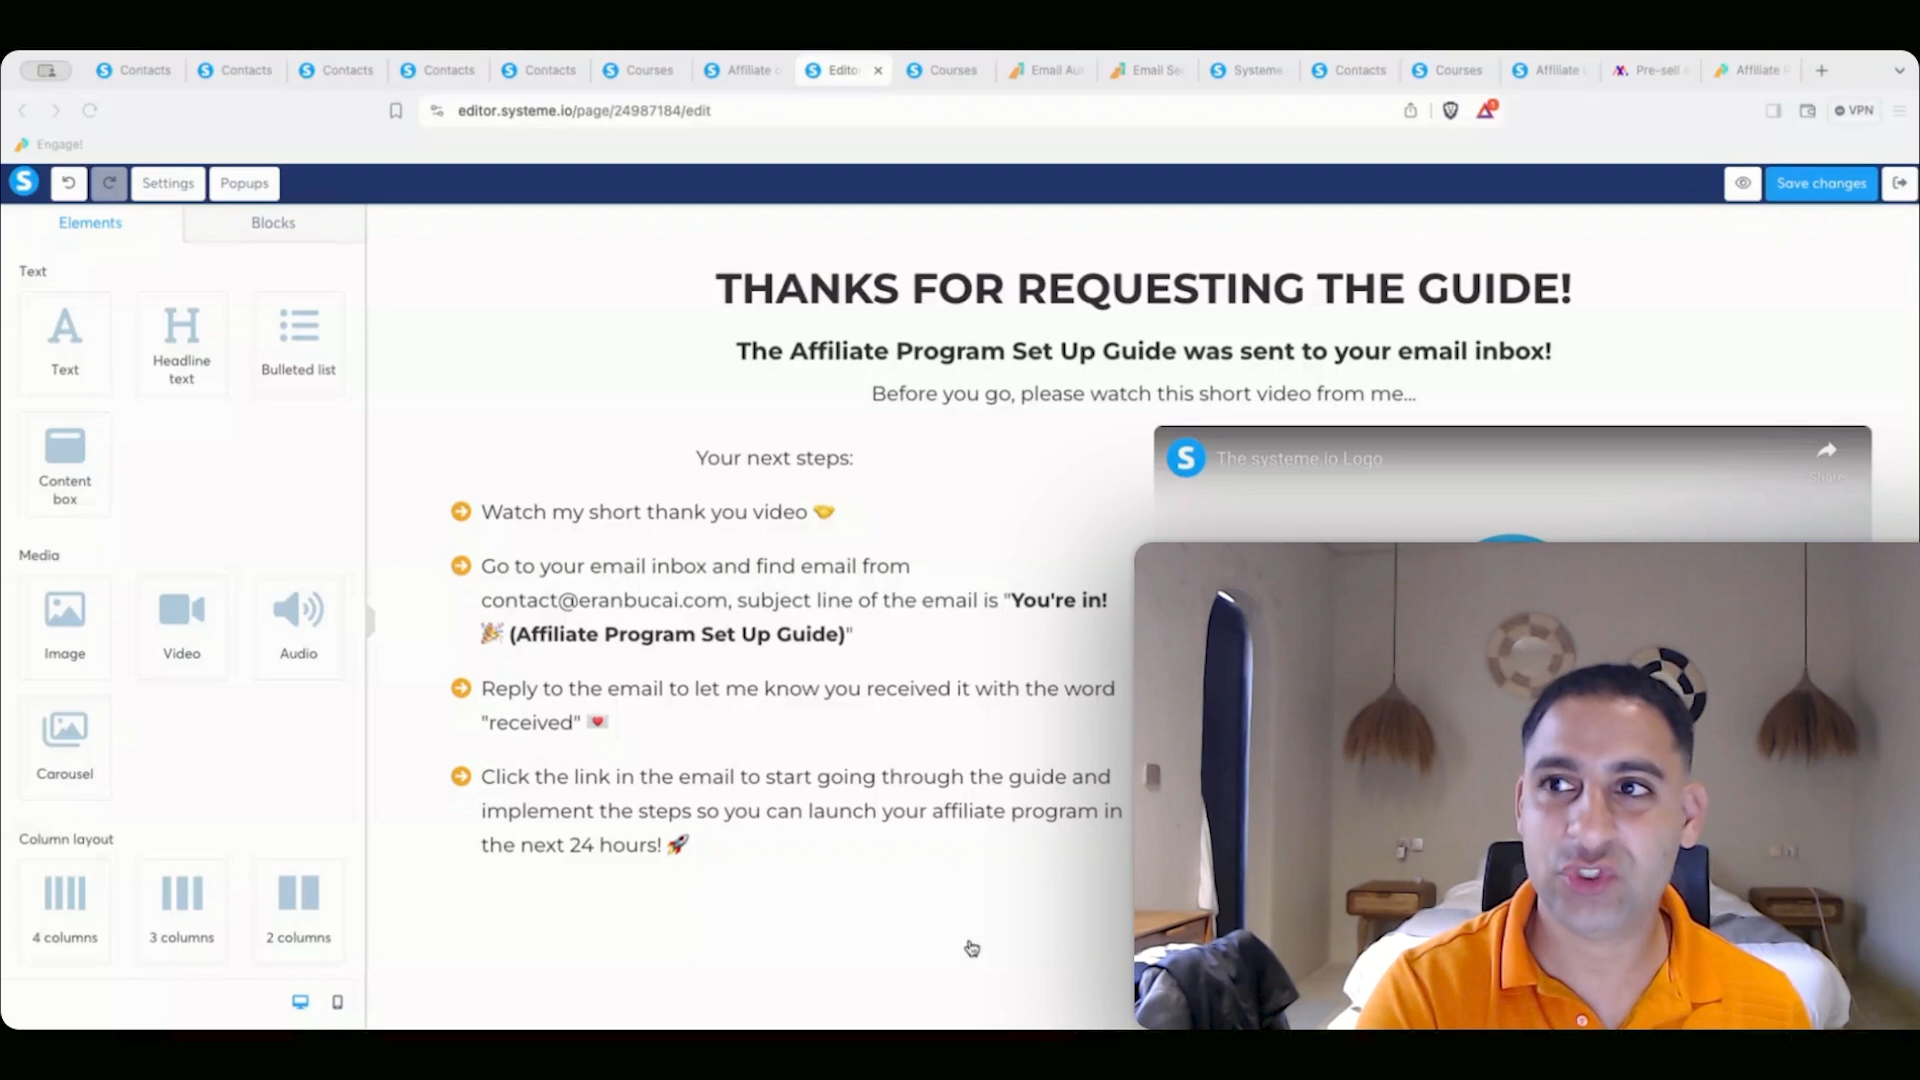 Contacts
Contacts
Contacts
Contacts
Contacts
Courses
Affiliate
Edito
Courses
Email Au
Email Se
Systeme
Contacts
Courses
Affiliate
Pre-sell
Affiliate
editor.systeme.io/page/24987184/edit
1
VPN
Engage!
S
Settings
Popups
Save changes
Elements
Blocks
Text
Text
Headline
text
Bulleted list
Content
box
Media
Image
Video
Audio
Carousel
Column layout
4 columns
3 columns
2 columns
THANKS FOR REQUESTING THE GUIDE!
The Affiliate Program Set Up Guide was sent to your email inbox!
Before you go, please watch this short video from me...
Your next steps:
Watch my short thank you video 🤝
Go to your email inbox and find email from
contact@eranbucai.com, subject line of the email is "You're in!
🎉 (Affiliate Program Set Up Guide)"
Reply to the email to let me know you received it with the word
"received" 💌
Click the link in the email to start going through the guide and
implement the steps so you can launch your affiliate program in
the next 24 hours! 🚀
S
The systeme.io Logo
Share